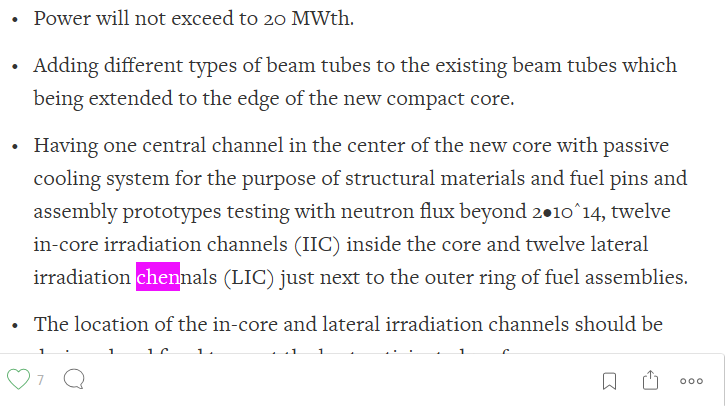 • Power will not exceed to 20 MWth.
• Adding different types of beam tubes to the existing beam tubes which
being extended to the edge of the new compact core.
• Having one central channel in the center of the new core with passive
cooling system for the purpose of structural materials and fuel pins and
assembly prototypes testing with neutron flux beyond 2•10^14, twelve
in-core irradiation channels (IIC) inside the core and twelve lateral
irradiation chennals (LIC) just next to the outer ring of fuel assemblies.
• The location of the in-core and lateral irradiation channels should be
7